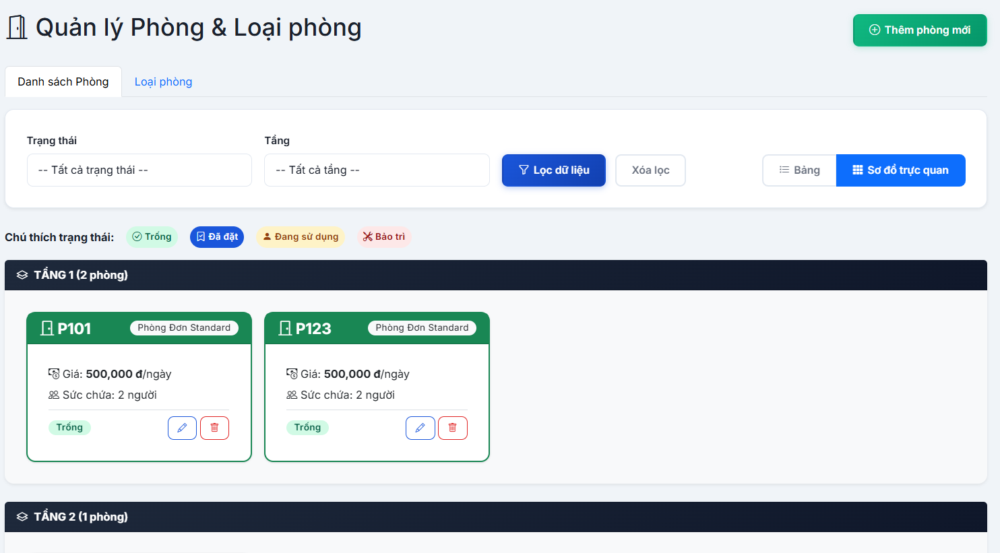 Quản lý Phòng & Loại phòng
Thêm phòng mới
Danh sách Phòng
Loại phòng
Trạng thái
Tầng
-- Tất cả trạng thái --
-- Tất cả tầng --
Lọc dữ liệu
Xóa lọc
Bảng
Sơ đồ trực quan
Chú thích trạng thái:
Trống
Đã đặt
Đang sử dụng
Bảo trì
TẦNG 1 (2 phòng)
P101
Phòng Đơn Standard
Giá: 500,000 đ/ngày
Sức chứa: 2 người
Trống
P123
Phòng Đơn Standard
Giá: 500,000 đ/ngày
Sức chứa: 2 người
Trống
TẦNG 2 (1 phòng)